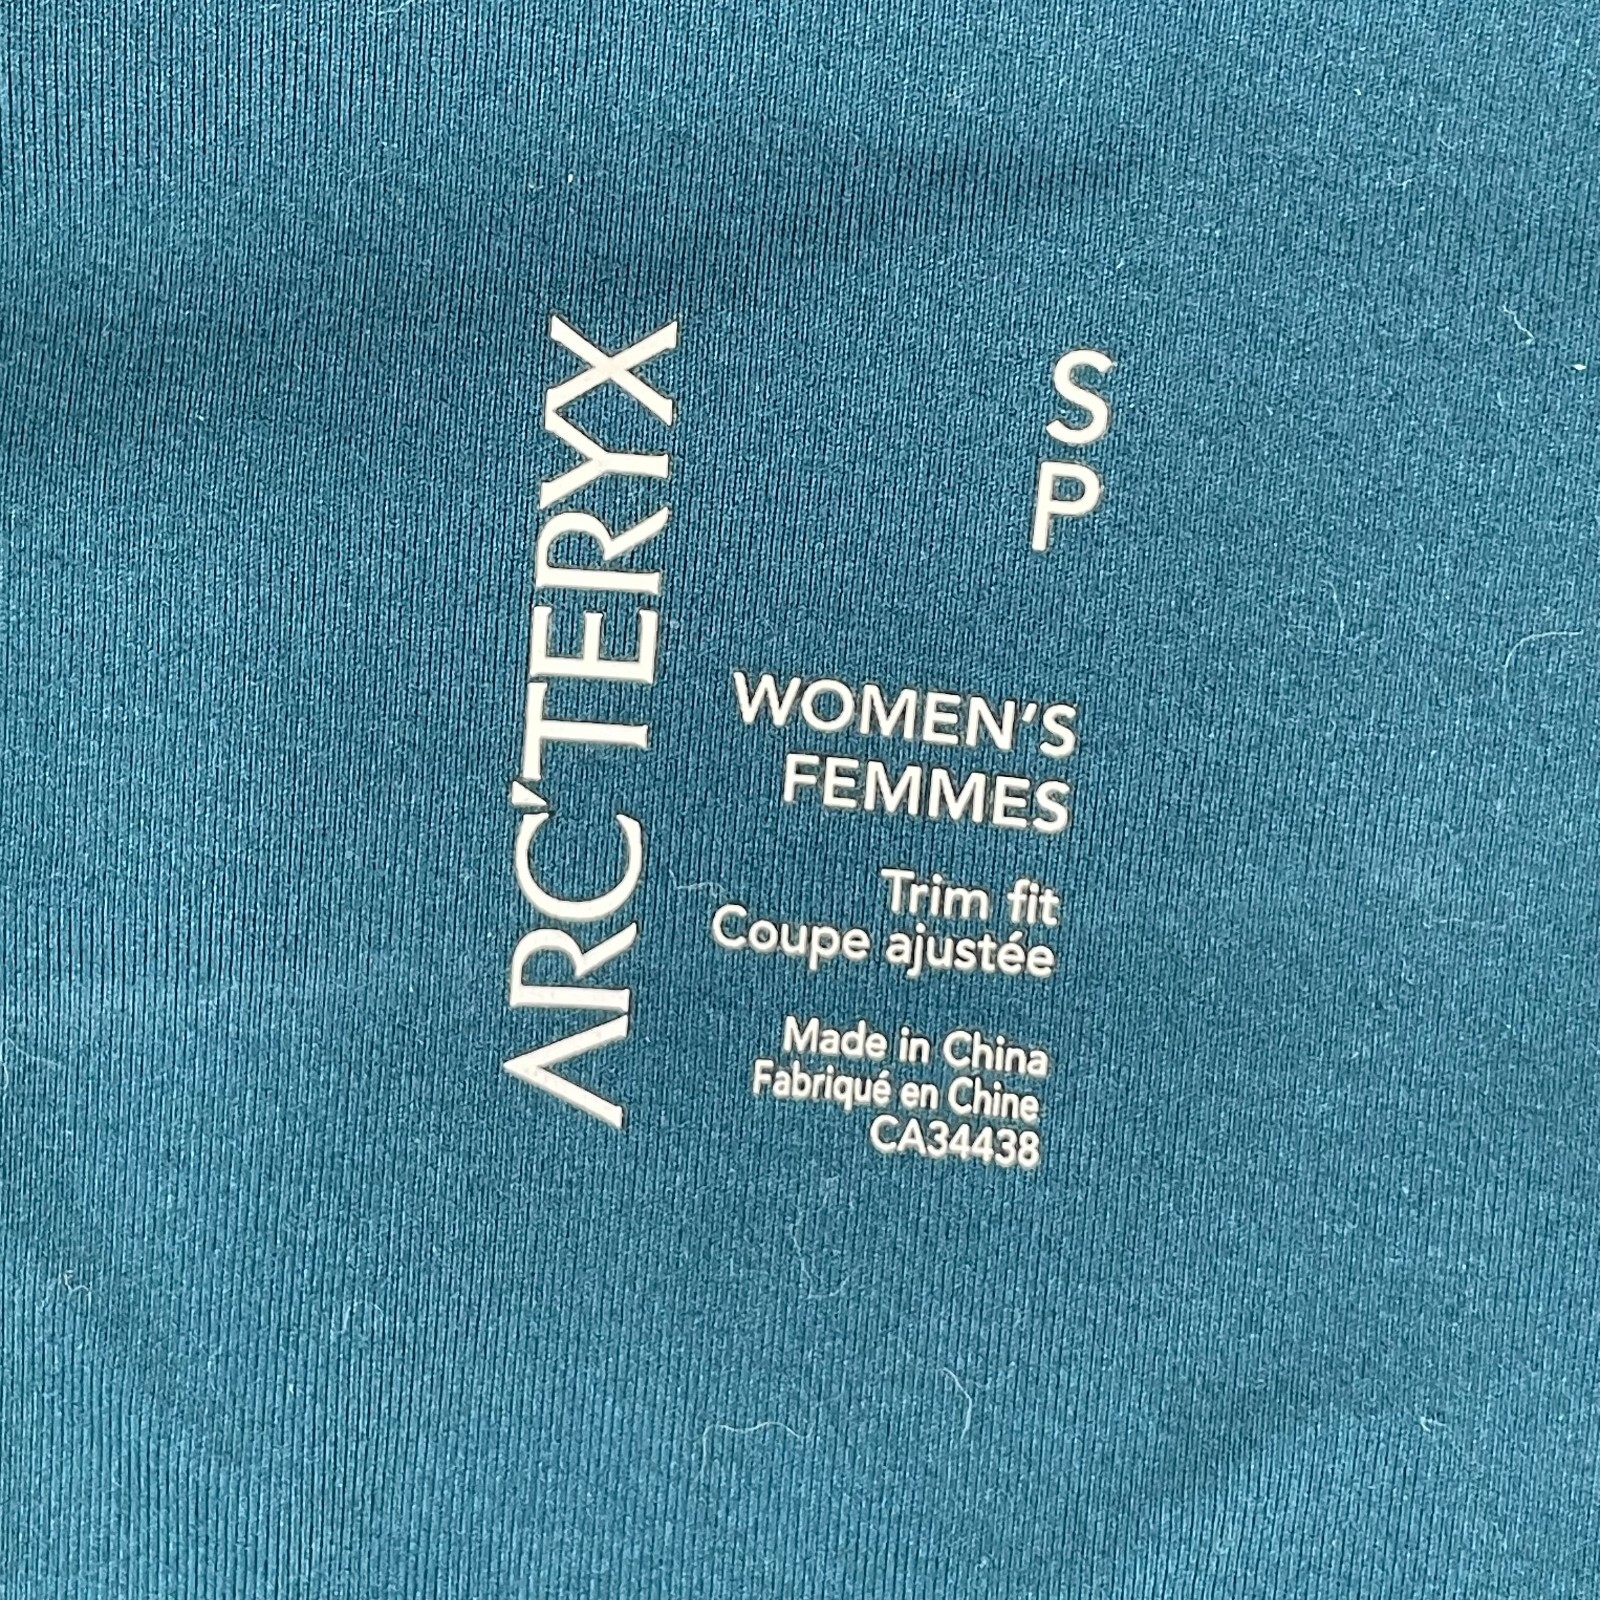 ARC'TERYX
S
P
WOMEN'S
FEMMES
Trim fit
Coupe ajustée
Made in China
Fabriqué en Chine
CA34438